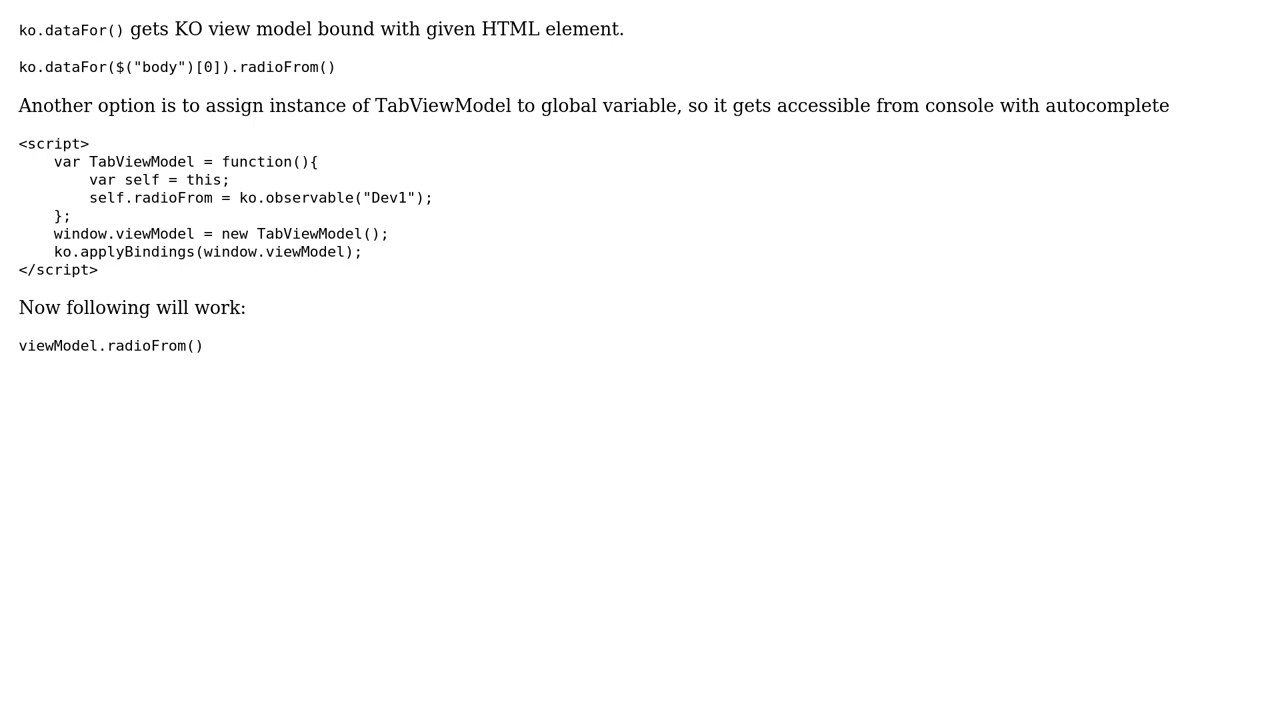 ko.dataFor() gets KO view model bound with given HTML element.
ko.dataFor($("body")[0]).radioFrom()
Another option is to assign instance of TabViewModel to global variable, so it gets accessible from console with autocomplete
<script>
    var TabViewModel = function(){
        var self = this;
        self.radioFrom = ko.observable("Dev1");
    };
    window.viewModel = new TabViewModel();
    ko.applyBindings(window.viewModel);
</script>
Now following will work:
viewModel.radioFrom()